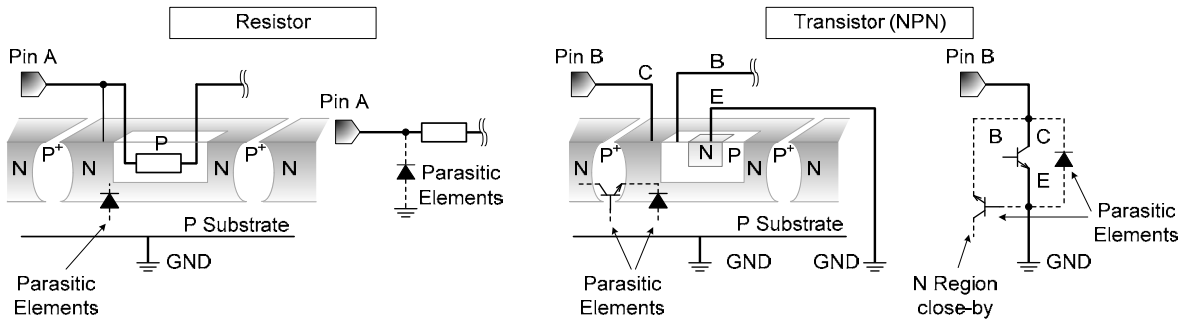 Resistor
Pin A
N
P+
N
P
N
P+
N
P Substrate
GND
Parasitic
Elements
Pin A
Parasitic
Elements
Transistor (NPN)
Pin B
C
B
E
N
P+
N
N
P
N
P+
N
P Substrate
GND
GND
Parasitic
Elements
Pin B
B
C
E
Parasitic
Elements
GND
N Region
close-by